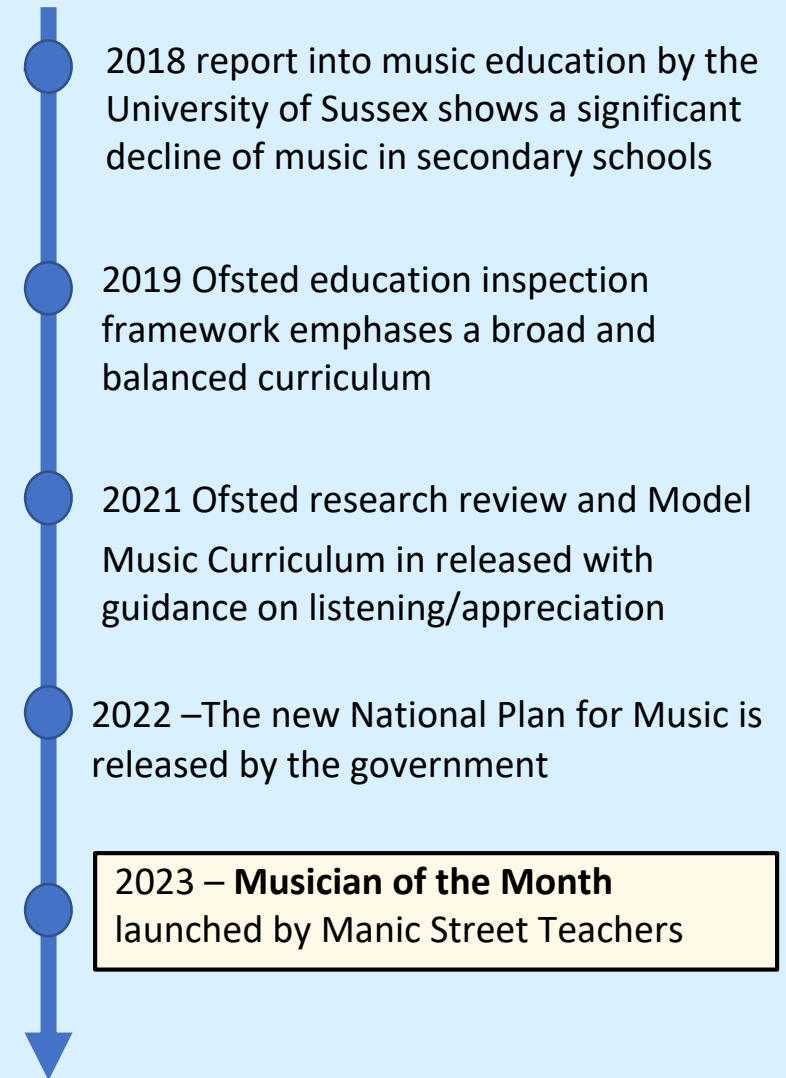 2018 report into music education by the
University of Sussex shows a significant
decline of music in secondary schools
2019 Ofsted education inspection
framework emphases a broad and
balanced curriculum
2021 Ofsted research review and Model
Music Curriculum in released with
guidance on listening/appreciation
2022 –The new National Plan for Music is
released by the government
2023 – Musician of the Month
launched by Manic Street Teachers